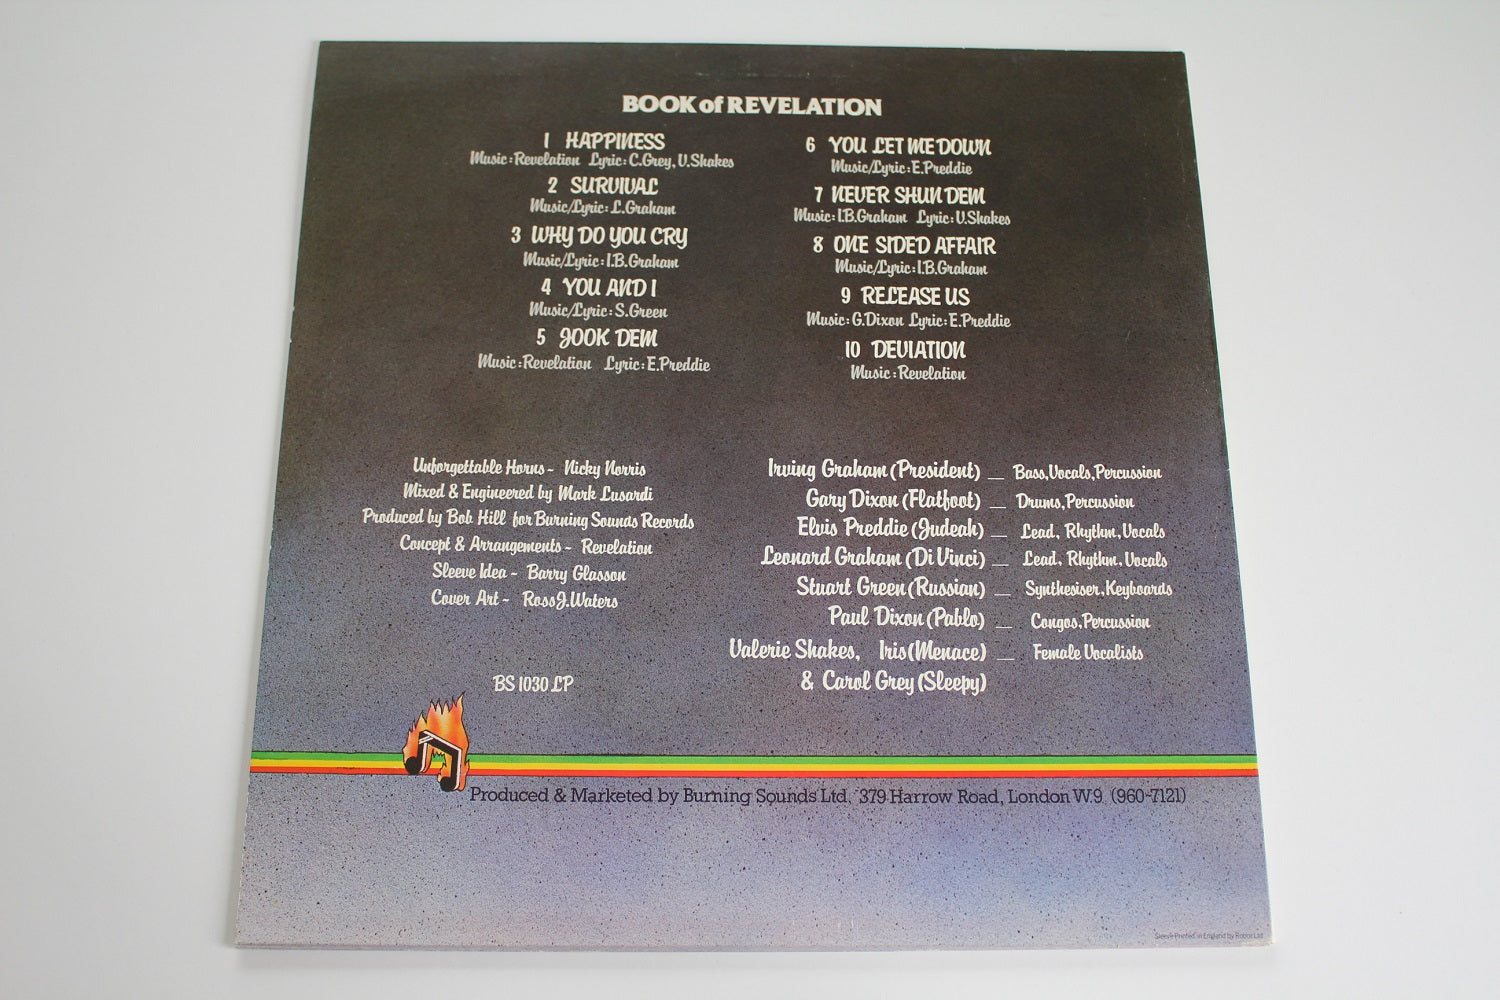 BOOK of REVELATION
1 HAPPINESS
Music:Revelation Lyric:C.Grey, V.Shakes
2 SURVIVAL
Music/Lyric:L.Graham
3 WHY DO YOU CRY
Music/Lyric:I.B.Graham
4 YOU AND I
Music/Lyric:S.Green
5 JOOK DEM
Music:Revelation Lyric:E.Preddie
6 YOU LET ME DOWN
Music/Lyric:E.Preddie
7 NEVER SHUN DEM
Music:I.B.Graham Lyric:V.Shakes
8 ONE SIDED AFFAIR
Music/Lyric:I.B.Graham
9 RELEASE US
Music:G.Dixon Lyric:E.Preddie
10 DEVIATION
Music:Revelation
Unforgettable Horns- Nicky Norris
Mixed & Engineered by Mark Lusardi
Produced by Bob Hill for Burning Sounds Records
Concept & Arrangements- Revelation
Sleeve Idea- Barry Glasson
Cover Art- Ross J.Waters
BS 1030 LP
Irving Graham (President) _ Bass, Vocals, Percussion
Gary Dixon (Flatfoot) _ Drums, Percussion
Elvis Preddie (Judeah) _ Lead, Rhythm, Vocals
Leonard Graham (Di Vinci) _ Lead, Rhythm, Vocals
Stuart Green (Russian) _ Synthesiser, Keyboards
Paul Dixon (Pablo) _ Congos, Percussion
Valerie Shakes, Iris (Menace) _ Female Vocalists
& Carol Grey (Sleepy)
Produced & Marketed by Burning Sounds Ltd, 379 Harrow Road, London W.9. (960-7121)
Sleeve Printed in England by Robor Ltd